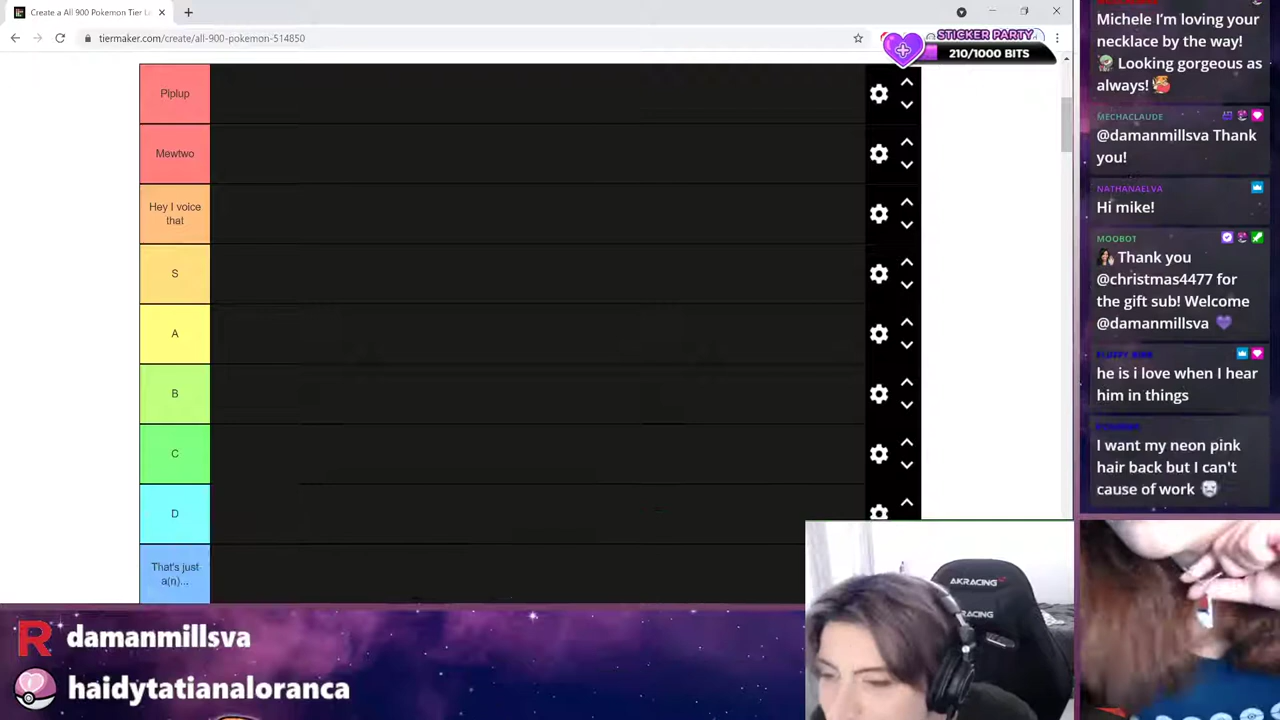 Create a All 900 Pokemon Tier Li
tiermaker.com/create/all-900-pokemon-514850
STICKER PARTY
210/1000 BITS
Piplup
Mewtwo
Hey I voice
that
S
A
B
C
D
That's just
a(n)...
Michele I'm loving your
necklace by the way!
Looking gorgeous as
always!
MECHACLAUDE
@damanmillsva Thank
you!
NATHANAELVA
Hi mike!
MOOBOT
Thank you
@christmas4477 for
the gift sub! Welcome
@damanmillsva
he is i love when I hear
him in things
I want my neon pink
hair back but I can't
cause of work
AKRACING
RACING
R damanmillsva
haidytatianaloranca